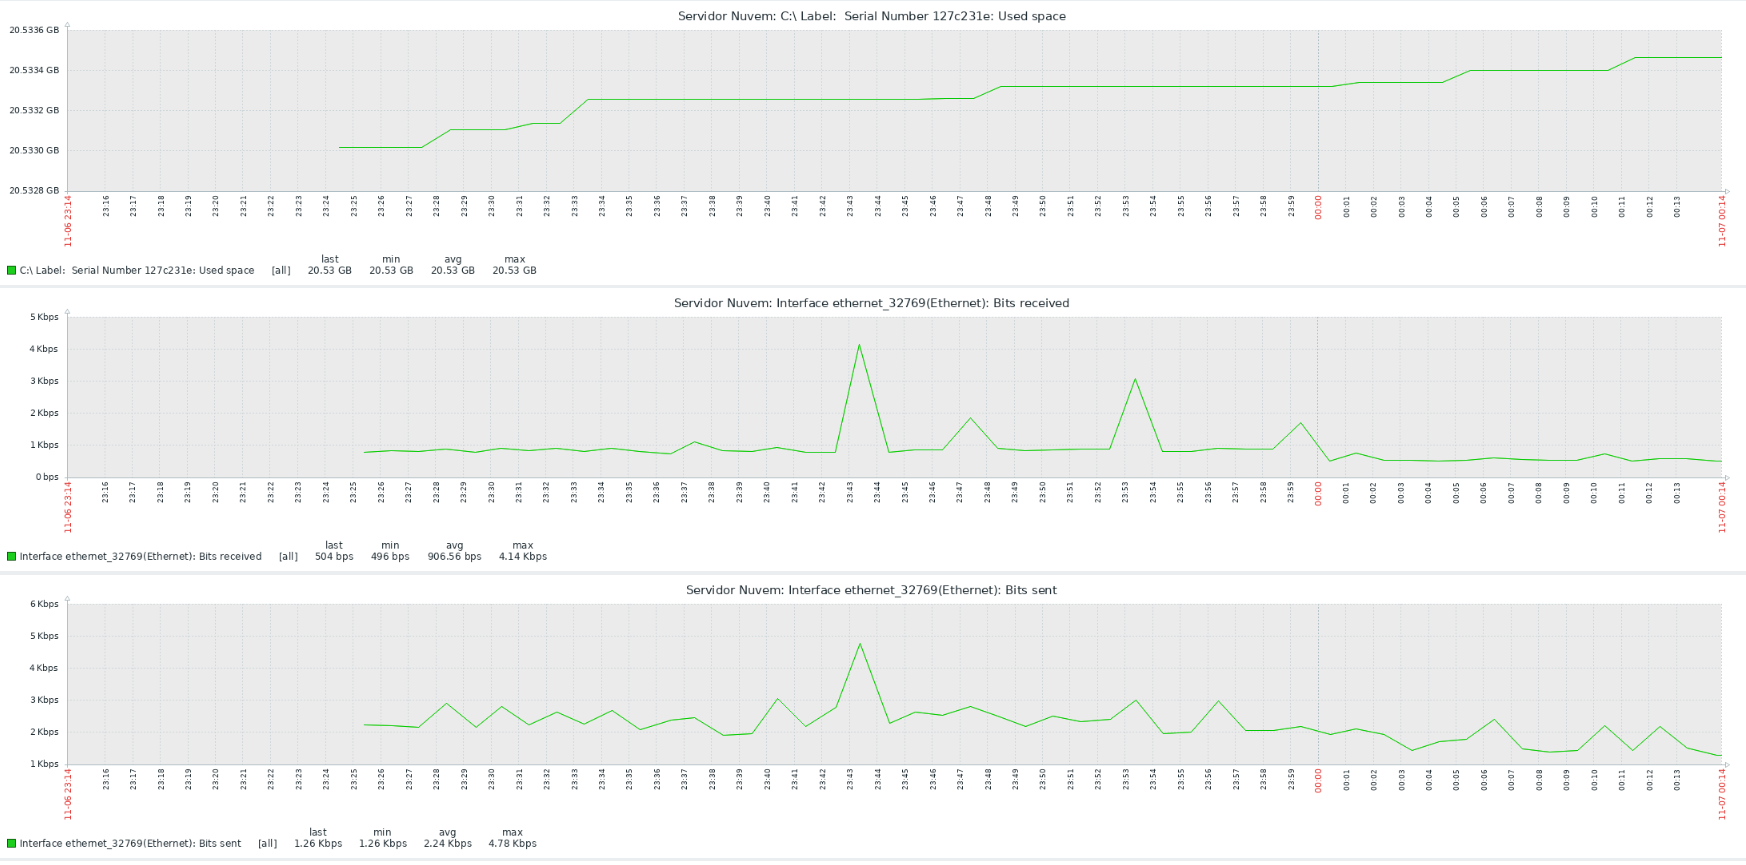 Servidor Nuvem: C:\ Label:  Serial Number 127c231e: Used space
20.5336 GB
20.5334 GB
20.5332 GB
20.5330 GB
20.5328 GB
11-06 23:14 23:16 23:17 23:18 23:19 23:20 23:21 23:22 23:23 23:24 23:25 23:26 23:27 23:28 23:29 23:30 23:31 23:32 23:33 23:34 23:35 23:36 23:37 23:38 23:39 23:40 23:41 23:42 23:43 23:44 23:45 23:46 23:47 23:48 23:49 23:50 23:51 23:52 23:53 23:54 23:55 23:56 23:57 23:58 23:59 00:00 00:01 00:02 00:03 00:04 00:05 00:06 00:07 00:08 00:09 00:10 00:11 00:12 00:13 11-07 00:14
last min avg max
C:\ Label:  Serial Number 127c231e: Used space [all] 20.53 GB 20.53 GB 20.53 GB 20.53 GB
Servidor Nuvem: Interface ethernet_32769(Ethernet): Bits received
5 Kbps
4 Kbps
3 Kbps
2 Kbps
1 Kbps
0 bps
11-06 23:14 23:16 23:17 23:18 23:19 23:20 23:21 23:22 23:23 23:24 23:25 23:26 23:27 23:28 23:29 23:30 23:31 23:32 23:33 23:34 23:35 23:36 23:37 23:38 23:39 23:40 23:41 23:42 23:43 23:44 23:45 23:46 23:47 23:48 23:49 23:50 23:51 23:52 23:53 23:54 23:55 23:56 23:57 23:58 23:59 00:00 00:01 00:02 00:03 00:04 00:05 00:06 00:07 00:08 00:09 00:10 00:11 00:12 00:13 11-07 00:14
last min avg max
Interface ethernet_32769(Ethernet): Bits received [all] 504 bps 496 bps 906.56 bps 4.14 Kbps
Servidor Nuvem: Interface ethernet_32769(Ethernet): Bits sent
6 Kbps
5 Kbps
4 Kbps
3 Kbps
2 Kbps
1 Kbps
11-06 23:14 23:16 23:17 23:18 23:19 23:20 23:21 23:22 23:23 23:24 23:25 23:26 23:27 23:28 23:29 23:30 23:31 23:32 23:33 23:34 23:35 23:36 23:37 23:38 23:39 23:40 23:41 23:42 23:43 23:44 23:45 23:46 23:47 23:48 23:49 23:50 23:51 23:52 23:53 23:54 23:55 23:56 23:57 23:58 23:59 00:00 00:01 00:02 00:03 00:04 00:05 00:06 00:07 00:08 00:09 00:10 00:11 00:12 00:13 11-07 00:14
last min avg max
Interface ethernet_32769(Ethernet): Bits sent [all] 1.26 Kbps 1.26 Kbps 2.24 Kbps 4.78 Kbps